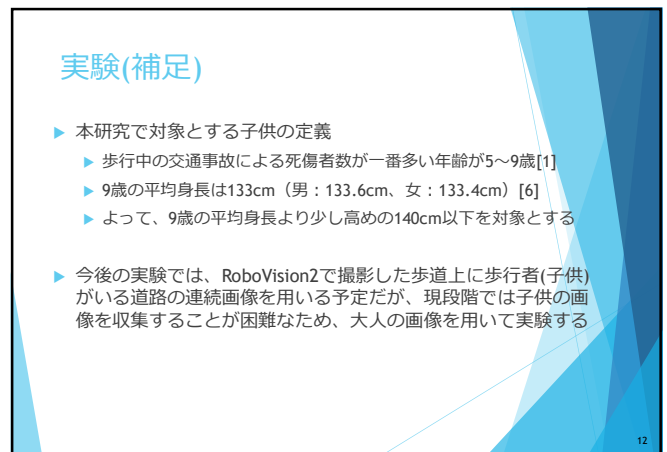 実験(補足)
本研究で対象とする子供の定義
歩行中の交通事故による死傷者数が一番多い年齢が5～9歳[1]
9歳の平均身長は133cm（男：133.6cm、女：133.4cm）[6]
よって、9歳の平均身長より少し高めの140cm以下を対象とする
今後の実験では、RoboVision2で撮影した歩道上に歩行者(子供)
がいる道路の連続画像を用いる予定だが、現段階では子供の画
像を収集することが困難なため、大人の画像を用いて実験する
12